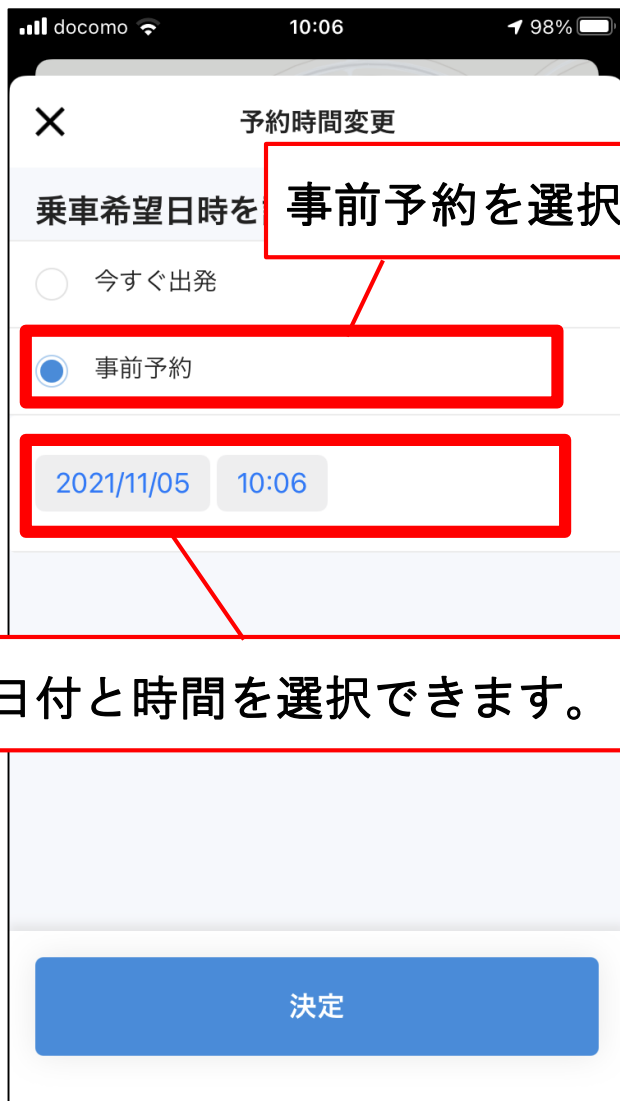 docomo 10:06 98%
予約時間変更
乗車希望日時を
事前予約を選択
今すぐ出発
事前予約
2021/11/05 10:06
日付と時間を選択できます。
決定